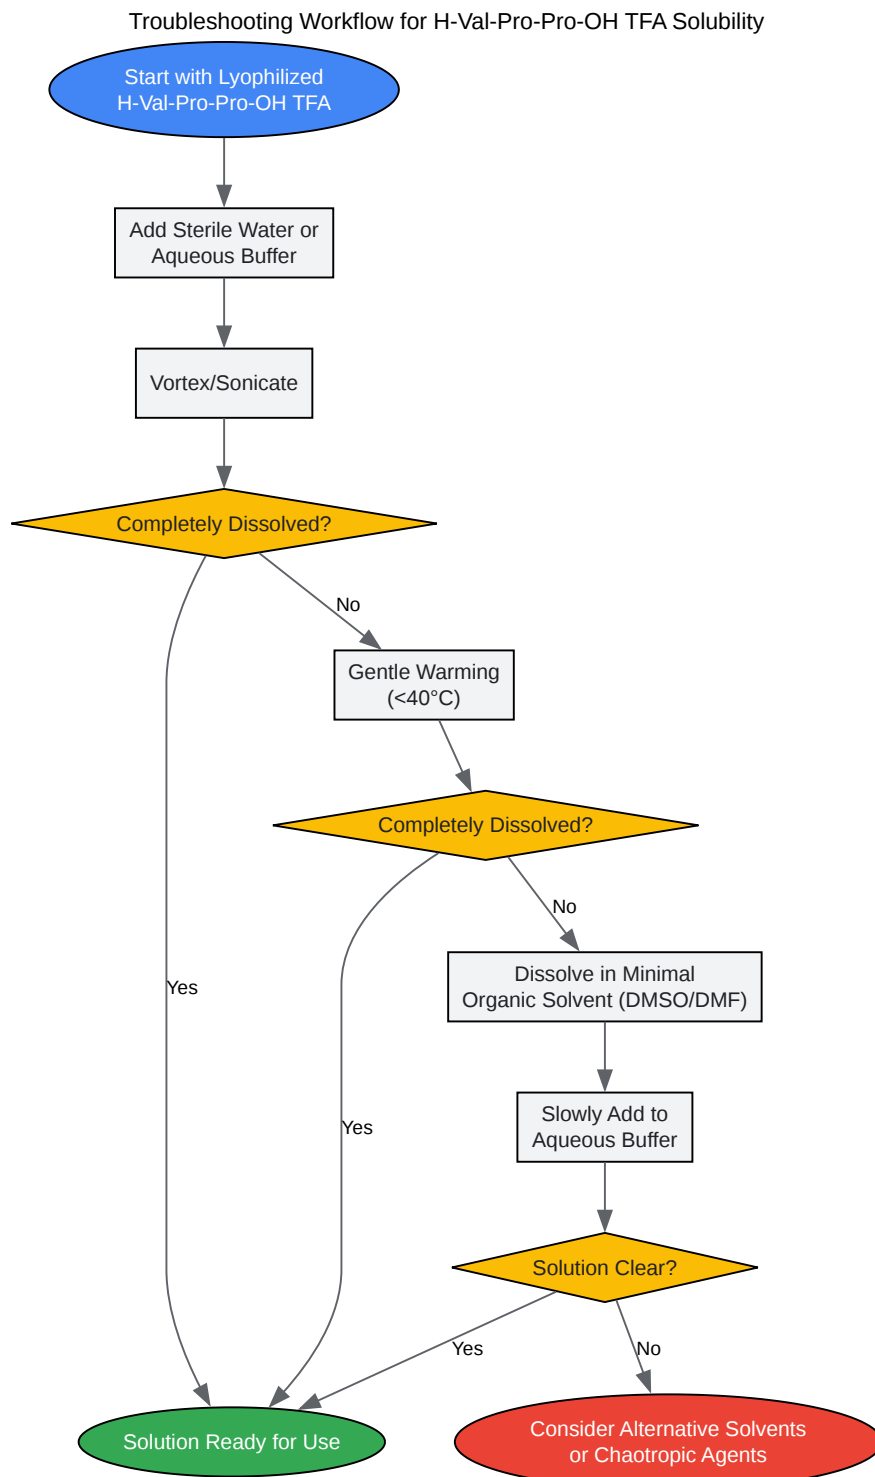 Troubleshooting Workflow for H-Val-Pro-Pro-OH TFA Solubility
Start with Lyophilized
H-Val-Pro-Pro-OH TFA
Add Sterile Water or
Aqueous Buffer
Vortex/Sonicate
Completely Dissolved?
No
Gentle Warming
(<40°C)
Completely Dissolved?
No
Dissolve in Minimal
Organic Solvent (DMSO/DMF)
Yes
Slowly Add to
Aqueous Buffer
Yes
Solution Clear?
Yes
No
Solution Ready for Use
Consider Alternative Solvents
or Chaotropic Agents